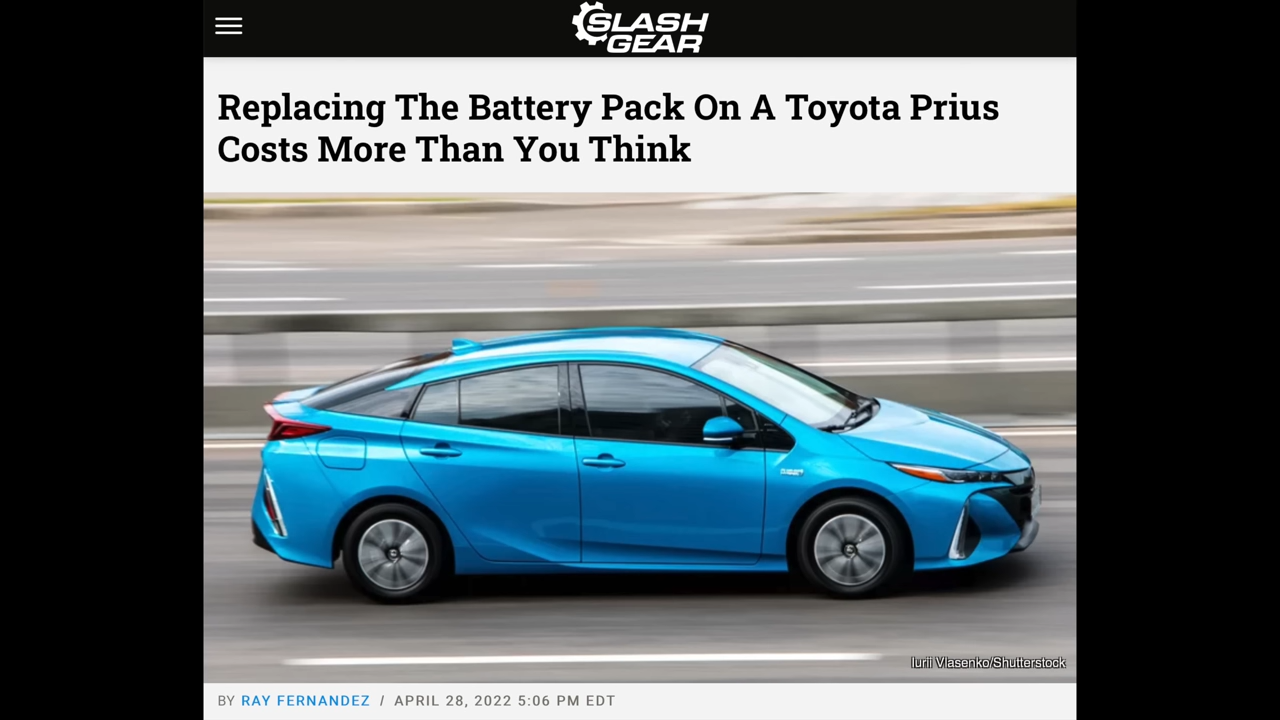 SLASH
GEAR
Replacing The Battery Pack On A Toyota Prius
Costs More Than You Think
Iurii Vlasenko/Shutterstock
BY RAY FERNANDEZ / APRIL 28, 2022 5:06 PM EDT